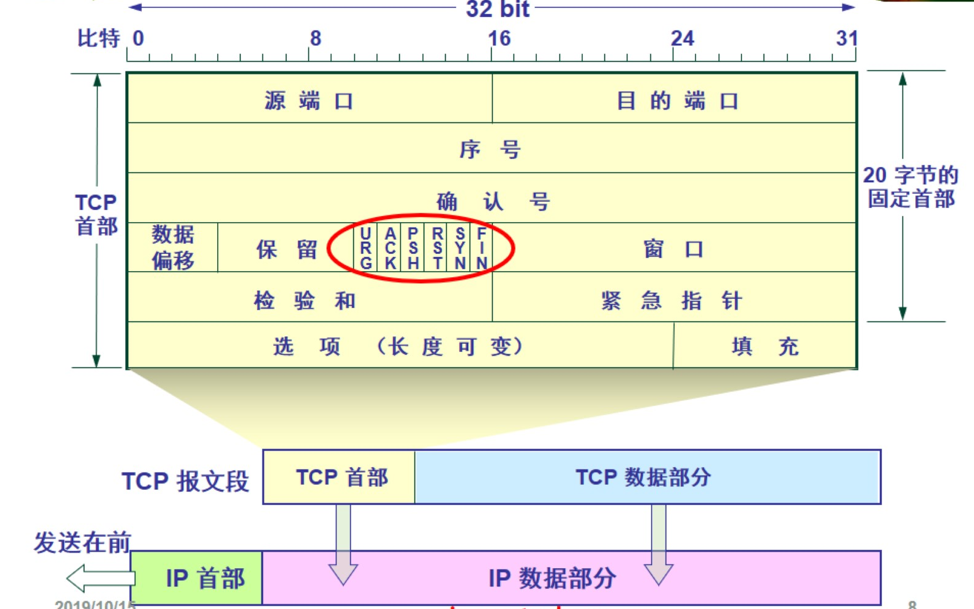 32 bit
比特 0 8 16 24 31
源 端 口 目 的 端 口
序 号
TCP
首部
确 认 号
20 字节的
固定首部
数据
偏移
保 留
URG ACK PSH RST SYN FIN
窗 口
检 验 和 紧 急 指 针
选 项 (长 度 可 变) 填 充
TCP 报文段 TCP 首部 TCP 数据部分
发送在前
IP 首部 IP 数据部分
2019/10/15 8